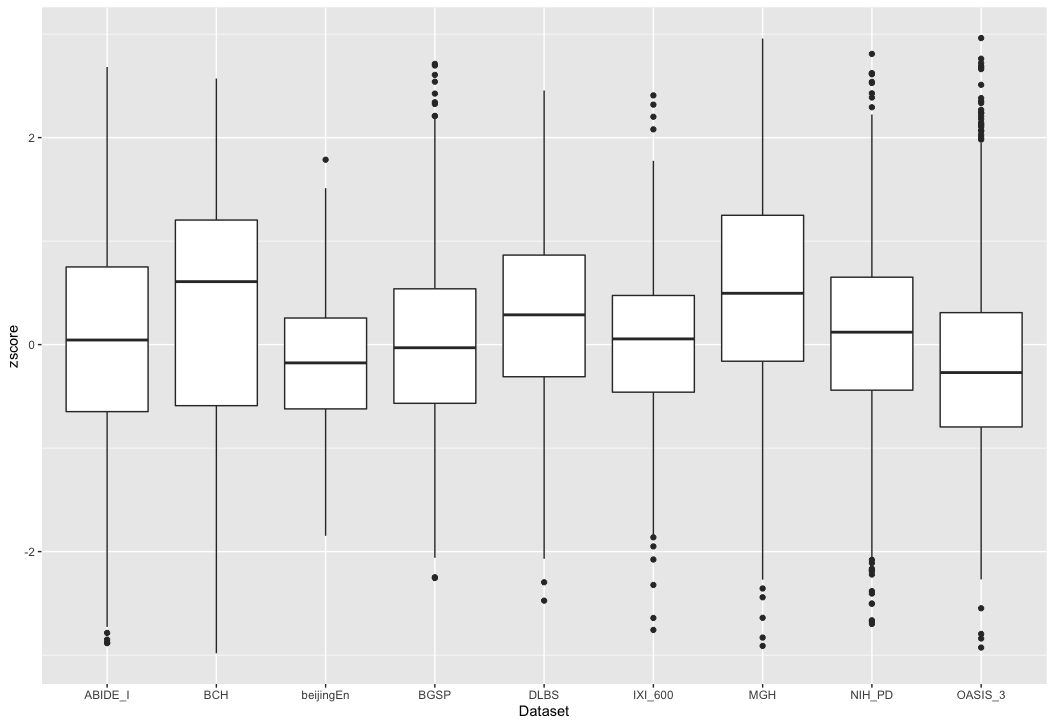 zscore
2
0
-2
ABIDE_I BCH beijingEn BGSP DLBS IXI_600 MGH NIH_PD OASIS_3
Dataset